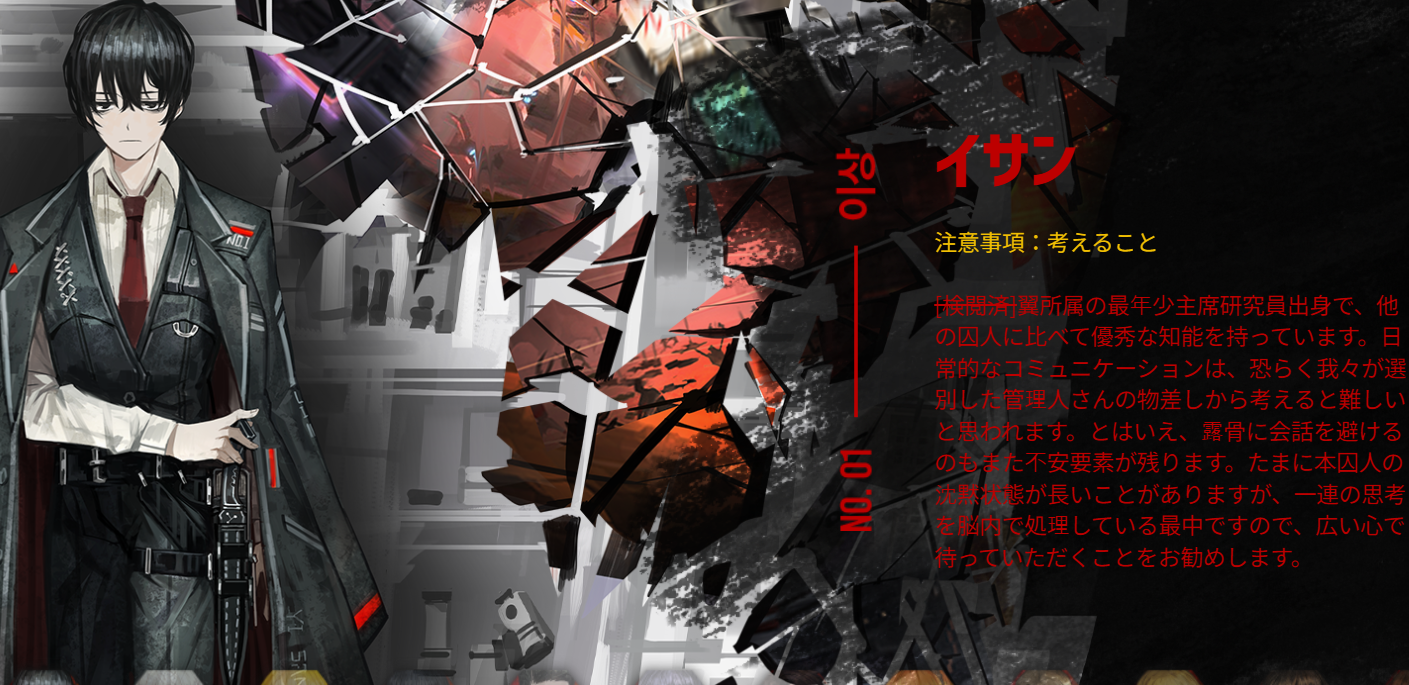 NO.1
이상
NO. 01
イサン
注意事項：考えること
[検閲済]翼所属の最年少主席研究員出身で、他
の囚人に比べて優秀な知能を持っています。日
常的なコミュニケーションは、恐らく我々が選
別した管理人さんの物差しから考えると難しい
と思われます。とはいえ、露骨に会話を避ける
のもまた不安要素が残ります。たまに本囚人の
沈黙状態が長いことがありますが、一連の思考
を脳内で処理している最中ですので、広い心で
待っていただくことをお勧めします。